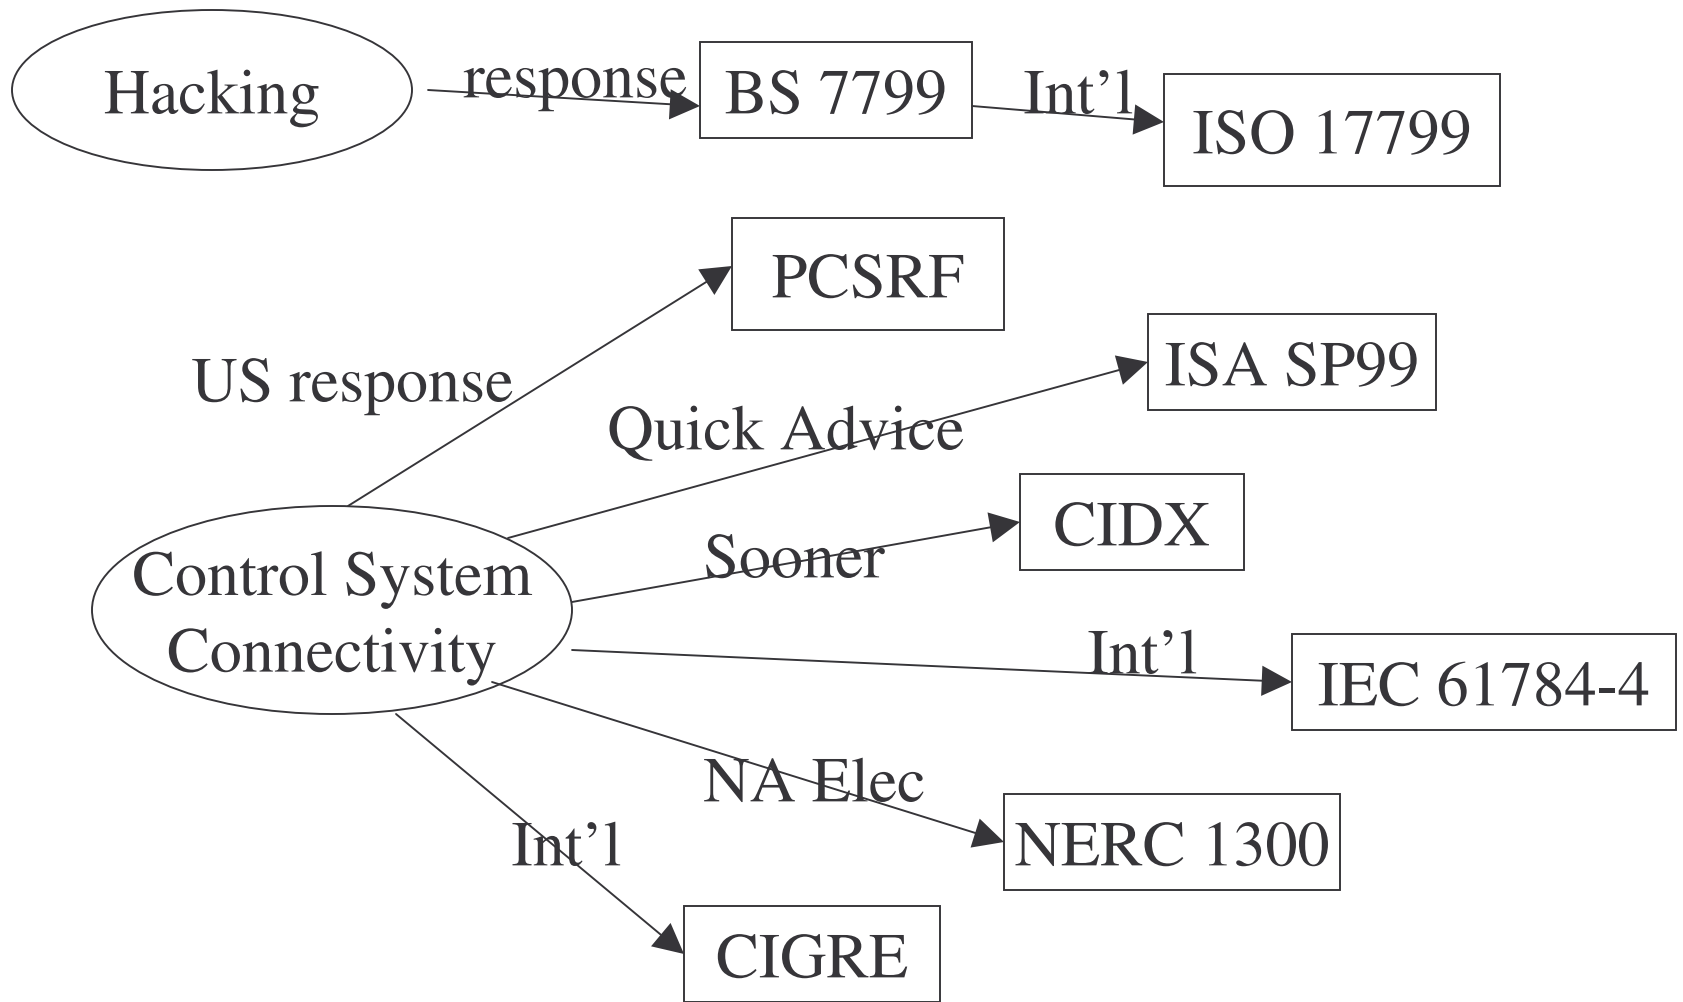 Hacking
response
BS 7799
Int’l
ISO 17799
PCSRF
US response
ISA SP99
Quick Advice
CIDX
Sooner
Control System
Connectivity
Int’l
IEC 61784-4
NA Elec
NERC 1300
Int’l
CIGRE